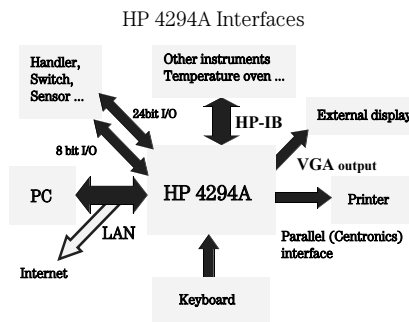 HP 4294A Interfaces
Handler,
Switch,
Sensor ...
Other instruments
Temperature oven ...
24bit I/O
HP-IB
External display
8 bit I/O
VGA output
PC
HP 4294A
Printer
LAN
Parallel (Centronics)
interface
Internet
Keyboard